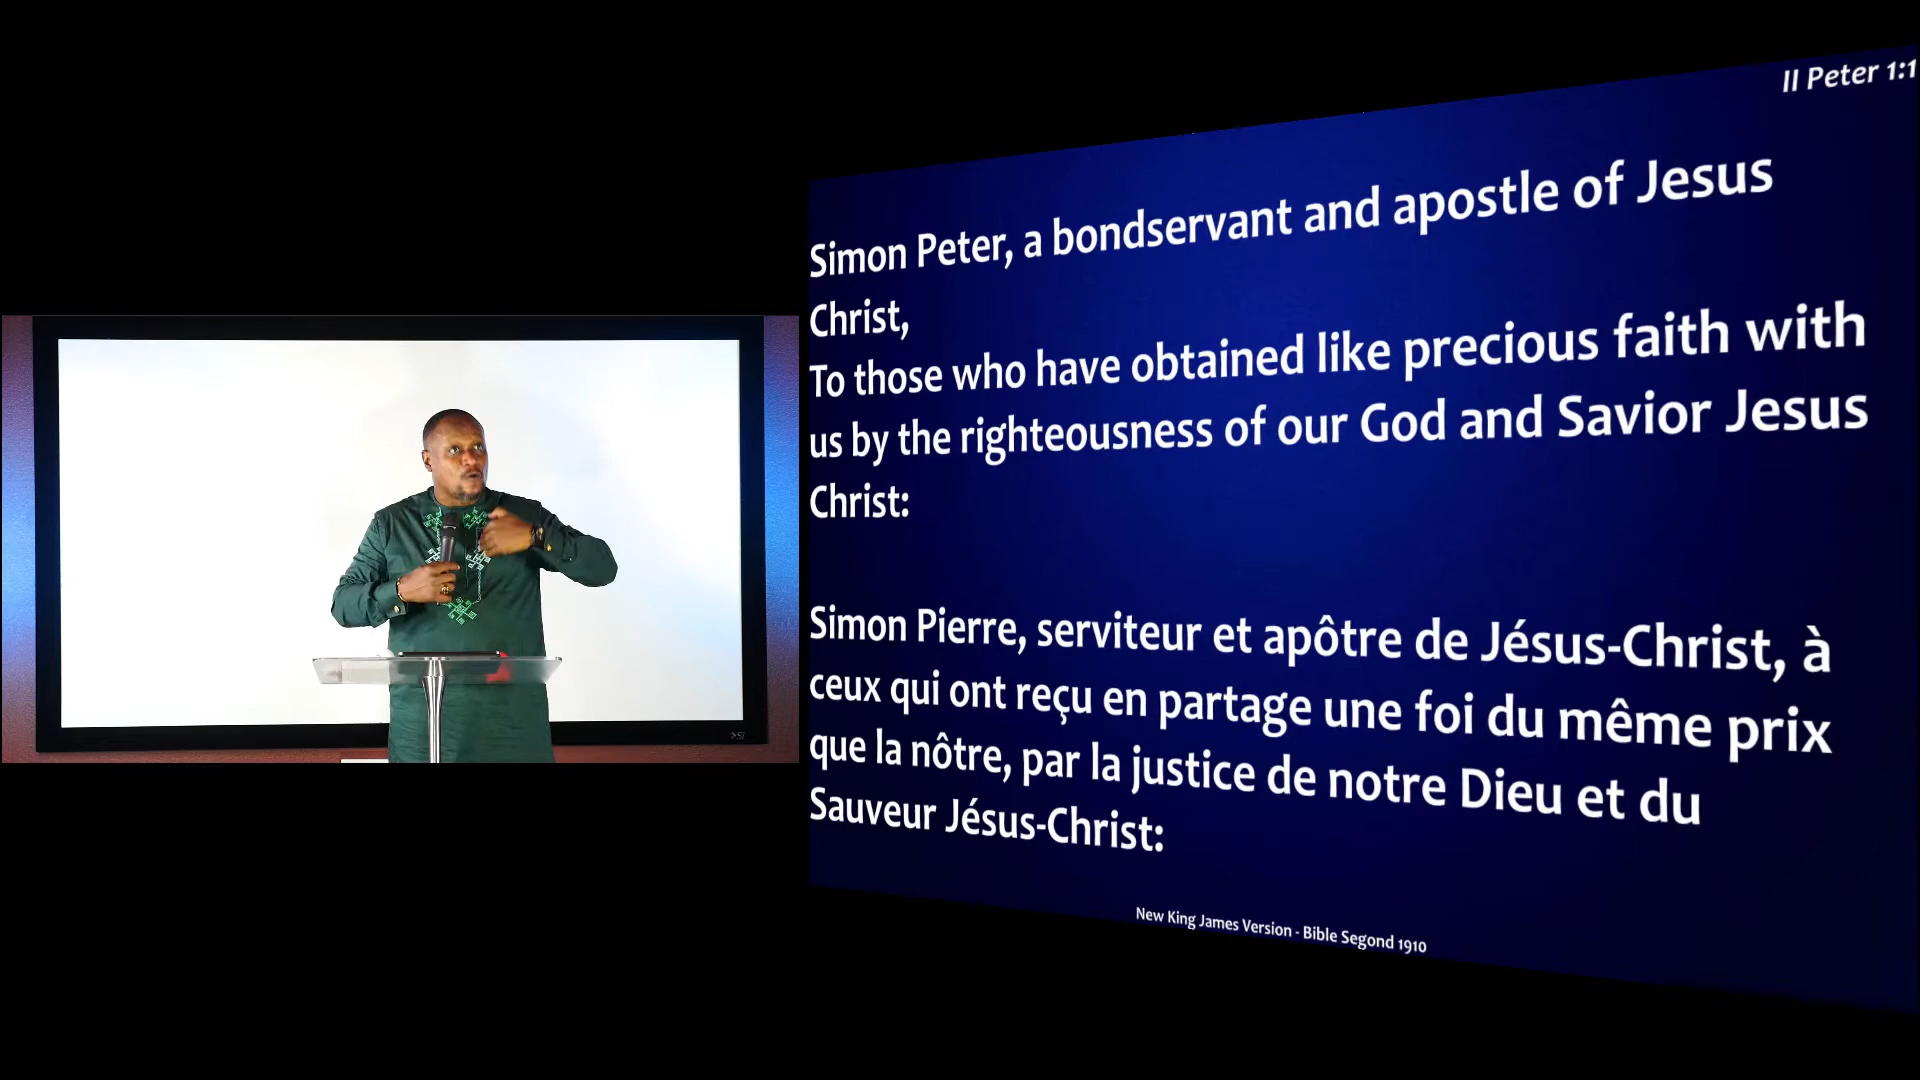 II Peter 1:1
Simon Peter, a bondservant and apostle of Jesus
Christ,
To those who have obtained like precious faith with
us by the righteousness of our God and Savior Jesus
Christ:
Simon Pierre, serviteur et apôtre de Jésus-Christ, à
ceux qui ont reçu en partage une foi du même prix
que la nôtre, par la justice de notre Dieu et du
Sauveur Jésus-Christ:
New King James Version - Bible Segond 1910